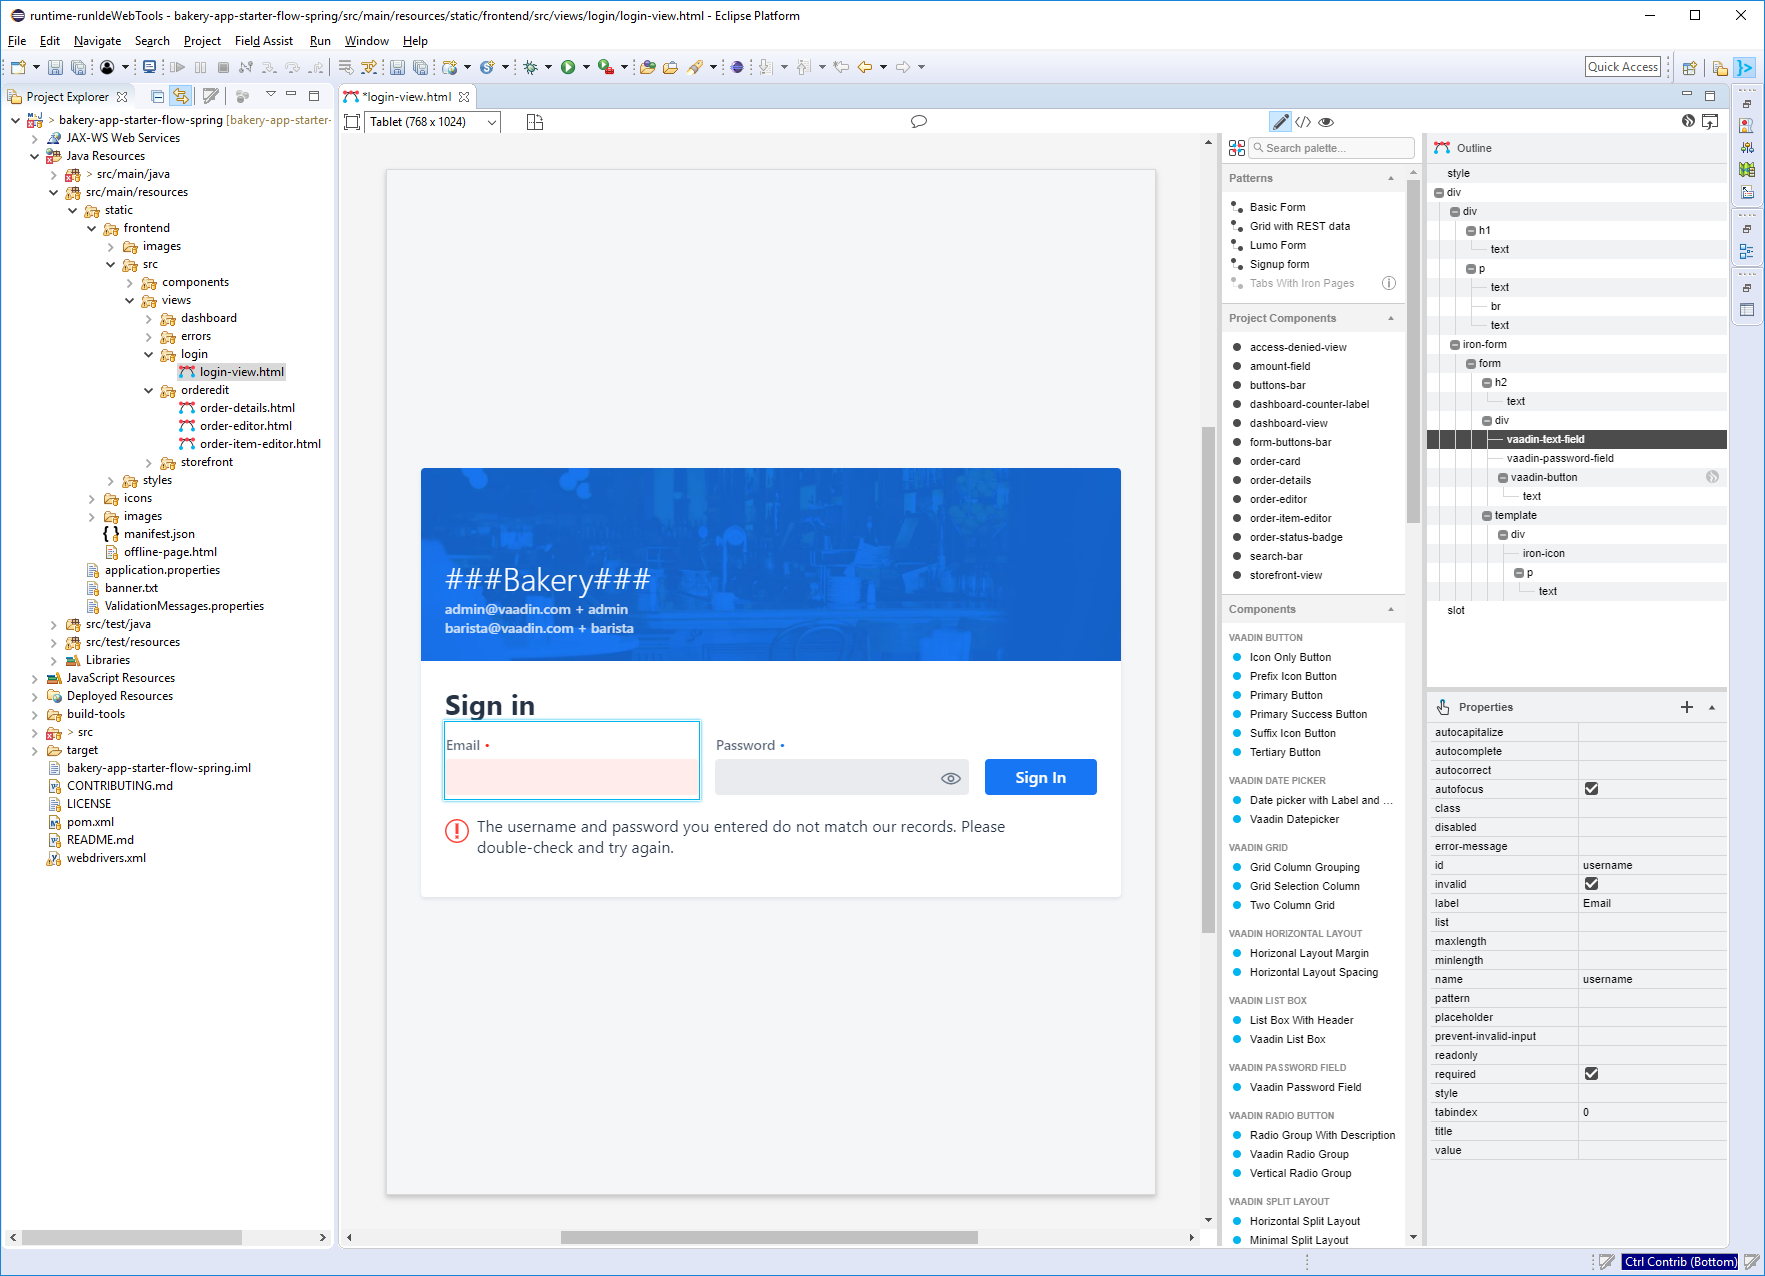 runtime-runIdeWebTools - bakery-app-starter-flow-spring/src/main/resources/static/frontend/src/views/login/login-view.html - Eclipse Platform
File Edit Navigate Search Project Field Assist Run Window Help
Quick Access
Project Explorer
> bakery-app-starter-flow-spring [bakery-app-starter-
JAX-WS Web Services
Java Resources
> src/main/java
src/main/resources
static
frontend
images
src
components
views
dashboard
errors
login
login-view.html
orderedit
order-details.html
order-editor.html
order-item-editor.html
storefront
styles
icons
images
manifest.json
offline-page.html
application.properties
banner.txt
ValidationMessages.properties
src/test/java
src/test/resources
Libraries
JavaScript Resources
Deployed Resources
build-tools
> src
target
bakery-app-starter-flow-spring.iml
CONTRIBUTING.md
LICENSE
pom.xml
README.md
webdrivers.xml
*login-view.html
Tablet (768 x 1024)
###Bakery###
admin@vaadin.com + admin
barista@vaadin.com + barista
Sign in
Email •
Password •
Sign In
The username and password you entered do not match our records. Please
double-check and try again.
Search palette...
Patterns
Basic Form
Grid with REST data
Lumo Form
Signup form
Tabs With Iron Pages
Project Components
access-denied-view
amount-field
buttons-bar
dashboard-counter-label
dashboard-view
form-buttons-bar
order-card
order-details
order-editor
order-item-editor
order-status-badge
search-bar
storefront-view
Components
VAADIN BUTTON
Icon Only Button
Prefix Icon Button
Primary Button
Primary Success Button
Suffix Icon Button
Tertiary Button
VAADIN DATE PICKER
Date picker with Label and ...
Vaadin Datepicker
VAADIN GRID
Grid Column Grouping
Grid Selection Column
Two Column Grid
VAADIN HORIZONTAL LAYOUT
Horizonal Layout Margin
Horizontal Layout Spacing
VAADIN LIST BOX
List Box With Header
Vaadin List Box
VAADIN PASSWORD FIELD
Vaadin Password Field
VAADIN RADIO BUTTON
Radio Group With Description
Vaadin Radio Group
Vertical Radio Group
VAADIN SPLIT LAYOUT
Horizontal Split Layout
Minimal Split Layout
Outline
style
div
div
h1
text
p
text
br
text
iron-form
form
h2
text
div
vaadin-text-field
vaadin-password-field
vaadin-button
text
template
div
iron-icon
p
text
slot
Properties
autocapitalize
autocomplete
autocorrect
autofocus
class
disabled
error-message
id username
invalid
label Email
list
maxlength
minlength
name username
pattern
placeholder
prevent-invalid-input
readonly
required
style
tabindex 0
title
value
Ctrl Contrib (Bottom)